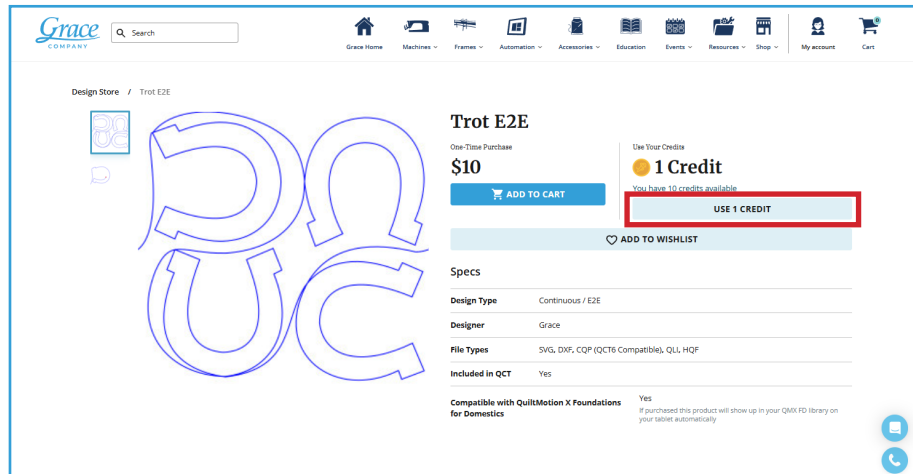 Grace
COMPANY
Search
Grace Home
Machines
Frames
Automation
Accessories
Education
Events
Resources
Shop
My account
0
Cart
Design Store / Trot E2E
Trot E2E
One-Time Purchase
$10
ADD TO CART
Use Your Credits
1 Credit
You have 10 credits available
USE 1 CREDIT
ADD TO WISHLIST
Specs
Design Type Continuous / E2E
Designer Grace
File Types SVG, DXF, CQP (QCT6 Compatible), QLI, HQF
Included in QCT Yes
Compatible with QuiltMotion X Foundations
for Domestics
Yes
If purchased this product will show up in your QMX FD library on
your tablet automatically